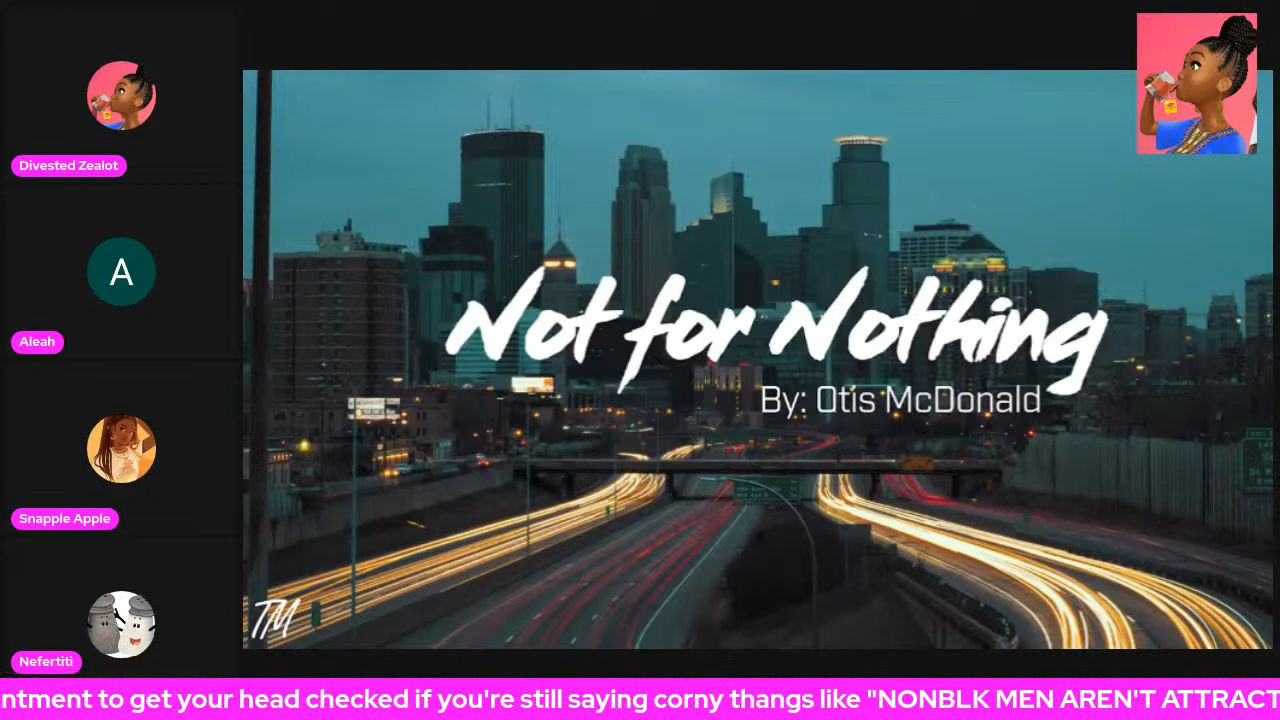 Divested Zealot
A
Aleah
Snapple Apple
Nefertiti
Not for Nothing
By: Otis McDonald
TM
ntment to get your head checked if you're still saying corny thangs like "NONBLK MEN AREN'T ATTRACT